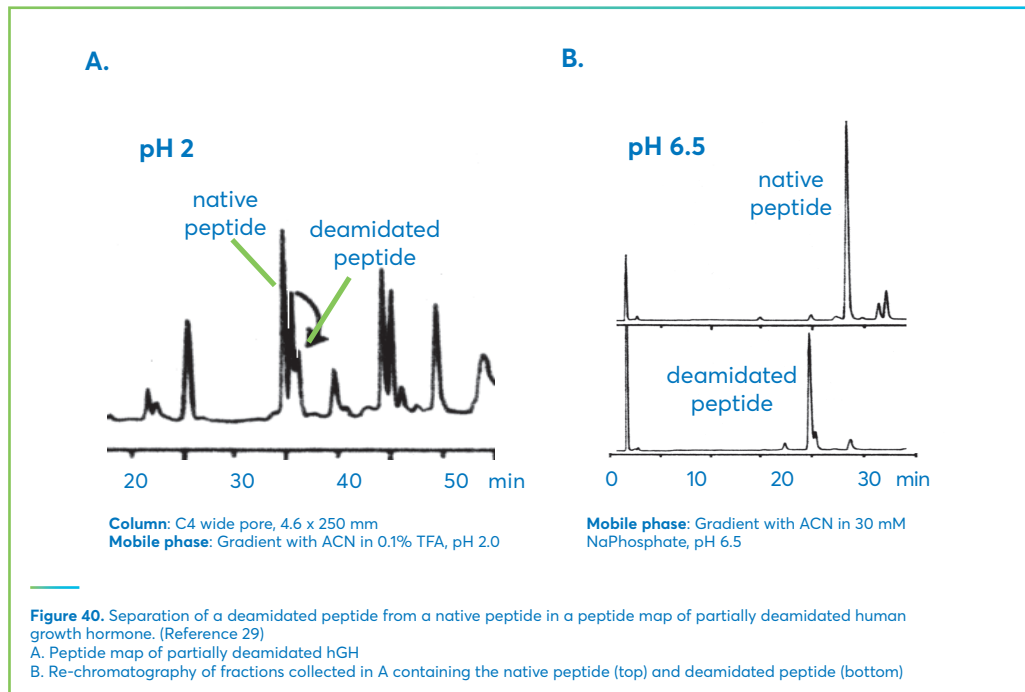 A.
pH 2
native
peptide
deamidated
peptide
20 30 40 50 min
Column: C4 wide pore, 4.6 x 250 mm
Mobile phase: Gradient with ACN in 0.1% TFA, pH 2.0
B.
pH 6.5
native
peptide
deamidated
peptide
0 10 20 30 min
Mobile phase: Gradient with ACN in 30 mM
NaPhosphate, pH 6.5
Figure 40. Separation of a deamidated peptide from a native peptide in a peptide map of partially deamidated human
growth hormone. (Reference 29)
A. Peptide map of partially deamidated hGH
B. Re-chromatography of fractions collected in A containing the native peptide (top) and deamidated peptide (bottom)